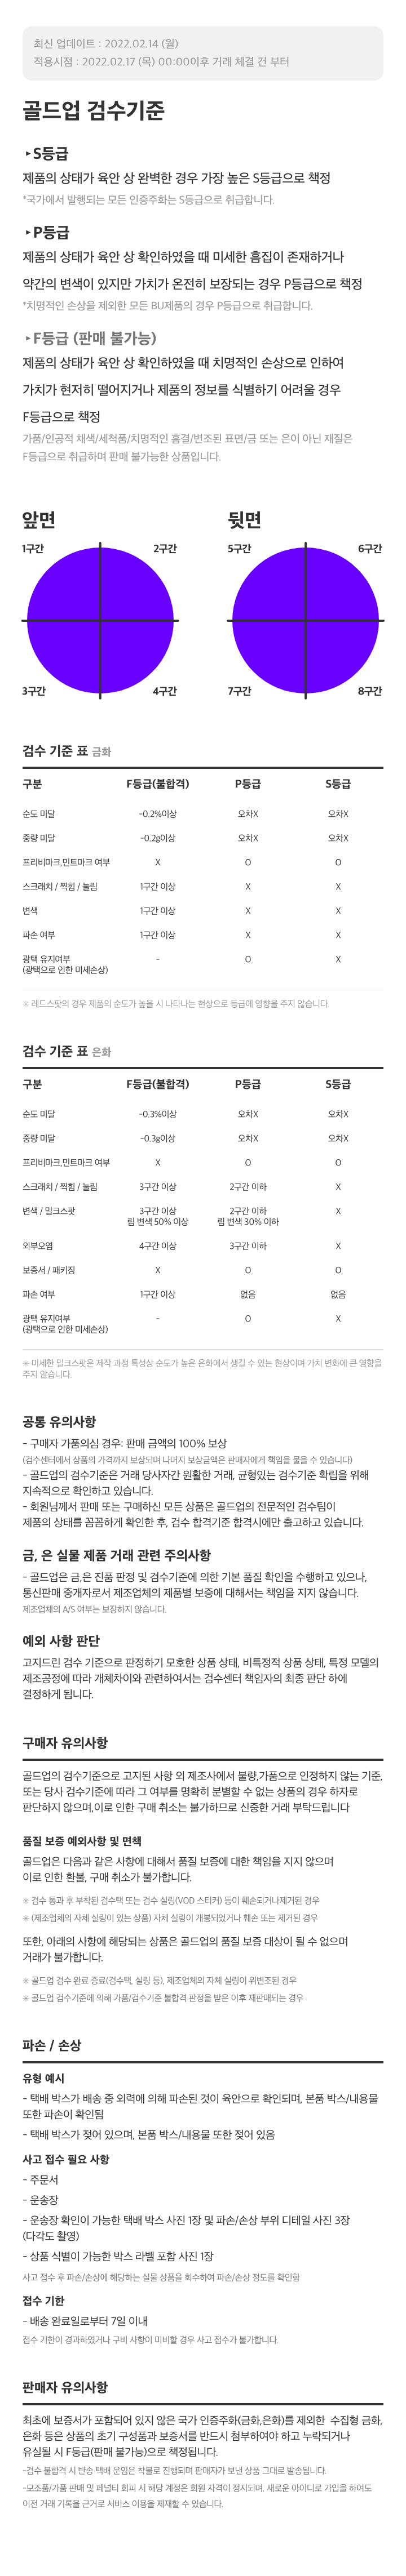 최신 업데이트 : 2022.02.14 (월)
적용시점 : 2022.02.17 (목) 00:00이후 거래 체결 건 부터
골드업 검수기준
▸S등급
제품의 상태가 육안 상 완벽한 경우 가장 높은 S등급으로 책정
*국가에서 발행되는 모든 인증주화는 S등급으로 취급합니다.
▸P등급
제품의 상태가 육안 상 확인하였을 때 미세한 흠집이 존재하거나
약간의 변색이 있지만 가치가 온전히 보장되는 경우 P등급으로 책정
*치명적인 손상을 제외한 모든 BU제품의 경우 P등급으로 취급합니다.
▸F등급 (판매 불가능)
제품의 상태가 육안 상 확인하였을 때 치명적인 손상으로 인하여
가치가 현저히 떨어지거나 제품의 정보를 식별하기 어려울 경우
F등급으로 책정
가품/인공적 채색/세척품/치명적인 흠결/변조된 표면/금 또는 은이 아닌 재질은
F등급으로 취급하며 판매 불가능한 상품입니다.
앞면 뒷면
1구간 2구간 5구간 6구간
3구간 4구간 7구간 8구간
검수 기준 표 금화
구분 F등급(불합격) P등급 S등급
순도 미달 -0.2%이상 오차X 오차X
중량 미달 -0.2g이상 오차X 오차X
프리비마크,민트마크 여부 X O O
스크래치 / 찍힘 / 눌림 1구간 이상 X X
변색 1구간 이상 X X
파손 여부 1구간 이상 X X
광택 유지여부 - O X
(광택으로 인한 미세손상)
※ 레드스팟의 경우 제품의 순도가 높을 시 나타나는 현상으로 등급에 영향을 주지 않습니다.
검수 기준 표 은화
구분 F등급(불합격) P등급 S등급
순도 미달 -0.3%이상 오차X 오차X
중량 미달 -0.3g이상 오차X 오차X
프리비마크,민트마크 여부 X O O
스크래치 / 찍힘 / 눌림 3구간 이상 2구간 이하 X
변색 / 밀크스팟 3구간 이상 2구간 이하 X
림 변색 50% 이상 림 변색 30% 이하
외부오염 4구간 이상 3구간 이하 X
보증서 / 패키징 X O O
파손 여부 1구간 이상 없음 없음
광택 유지여부 - O X
(광택으로 인한 미세손상)
※ 미세한 밀크스팟은 제작 과정 특성상 순도가 높은 은화에서 생길 수 있는 현상이며 가치 변화에 큰 영향을
주지 않습니다.
공통 유의사항
- 구매자 가품의심 경우: 판매 금액의 100% 보상
(검수센터에서 상품의 가격까지 보상되며 나머지 보상금액은 판매자에게 책임을 물을 수 있습니다)
- 골드업의 검수기준은 거래 당사자간 원활한 거래, 균형있는 검수기준 확립을 위해
지속적으로 확인하고 있습니다.
- 회원님께서 판매 또는 구매하신 모든 상품은 골드업의 전문적인 검수팀이
제품의 상태를 꼼꼼하게 확인한 후, 검수 합격기준 합격시에만 출고하고 있습니다.
금, 은 실물 제품 거래 관련 주의사항
- 골드업은 금,은 진품 판정 및 검수기준에 의한 기본 품질 확인을 수행하고 있으나,
통신판매 중개자로서 제조업체의 제품별 보증에 대해서는 책임을 지지 않습니다.
제조업체의 A/S 여부는 보장하지 않습니다.
예외 사항 판단
고지드린 검수 기준으로 판정하기 모호한 상품 상태, 비특정적 상품 상태, 특정 모델의
제조공정에 따라 개체차이와 관련하여서는 검수센터 책임자의 최종 판단 하에
결정하게 됩니다.
구매자 유의사항
골드업의 검수기준으로 고지된 사항 외 제조사에서 불량,가품으로 인정하지 않는 기준,
또는 당사 검수기준에 따라 그 여부를 명확히 분별할 수 없는 상품의 경우 하자로
판단하지 않으며,이로 인한 구매 취소는 불가하므로 신중한 거래 부탁드립니다
품질 보증 예외사항 및 면책
골드업은 다음과 같은 사항에 대해서 품질 보증에 대한 책임을 지지 않으며
이로 인한 환불, 구매 취소가 불가합니다.
※ 검수 통과 후 부착된 검수택 또는 검수 실링(VOD 스티커) 등이 훼손되거나제거된 경우
※ (제조업체의 자체 실링이 있는 상품) 자체 실링이 개봉되었거나 훼손 또는 제거된 경우
또한, 아래의 사항에 해당되는 상품은 골드업의 품질 보증 대상이 될 수 없으며
거래가 불가합니다.
※ 골드업 검수 완료 증료(검수택, 실링 등), 제조업체의 자체 실링이 위변조된 경우
※ 골드업 검수기준에 의해 가품/검수기준 불합격 판정을 받은 이후 재판매되는 경우
파손 / 손상
유형 예시
- 택배 박스가 배송 중 외력에 의해 파손된 것이 육안으로 확인되며, 본품 박스/내용물
또한 파손이 확인됨
- 택배 박스가 젖어 있으며, 본품 박스/내용물 또한 젖어 있음
사고 접수 필요 사항
- 주문서
- 운송장
- 운송장 확인이 가능한 택배 박스 사진 1장 및 파손/손상 부위 디테일 사진 3장
(다각도 촬영)
- 상품 식별이 가능한 박스 라벨 포함 사진 1장
사고 접수 후 파손/손상에 해당하는 실물 상품을 회수하여 파손/손상 정도를 확인함
접수 기한
- 배송 완료일로부터 7일 이내
접수 기한이 경과하였거나 구비 사항이 미비할 경우 사고 접수가 불가합니다.
판매자 유의사항
최초에 보증서가 포함되어 있지 않은 국가 인증주화(금화,은화)를 제외한 수집형 금화,
은화 등은 상품의 초기 구성품과 보증서를 반드시 첨부하여야 하고 누락되거나
유실될 시 F등급(판매 불가능)으로 책정됩니다.
-검수 불합격 시 반송 택배 운임은 착불로 진행되며 판매자가 보낸 상품 그대로 발송됩니다.
-모조품/가품 판매 및 페널티 회피 시 해당 계정은 회원 자격이 정지되며. 새로운 아이디로 가입을 하여도
이전 거래 기록을 근거로 서비스 이용을 제재할 수 있습니다.